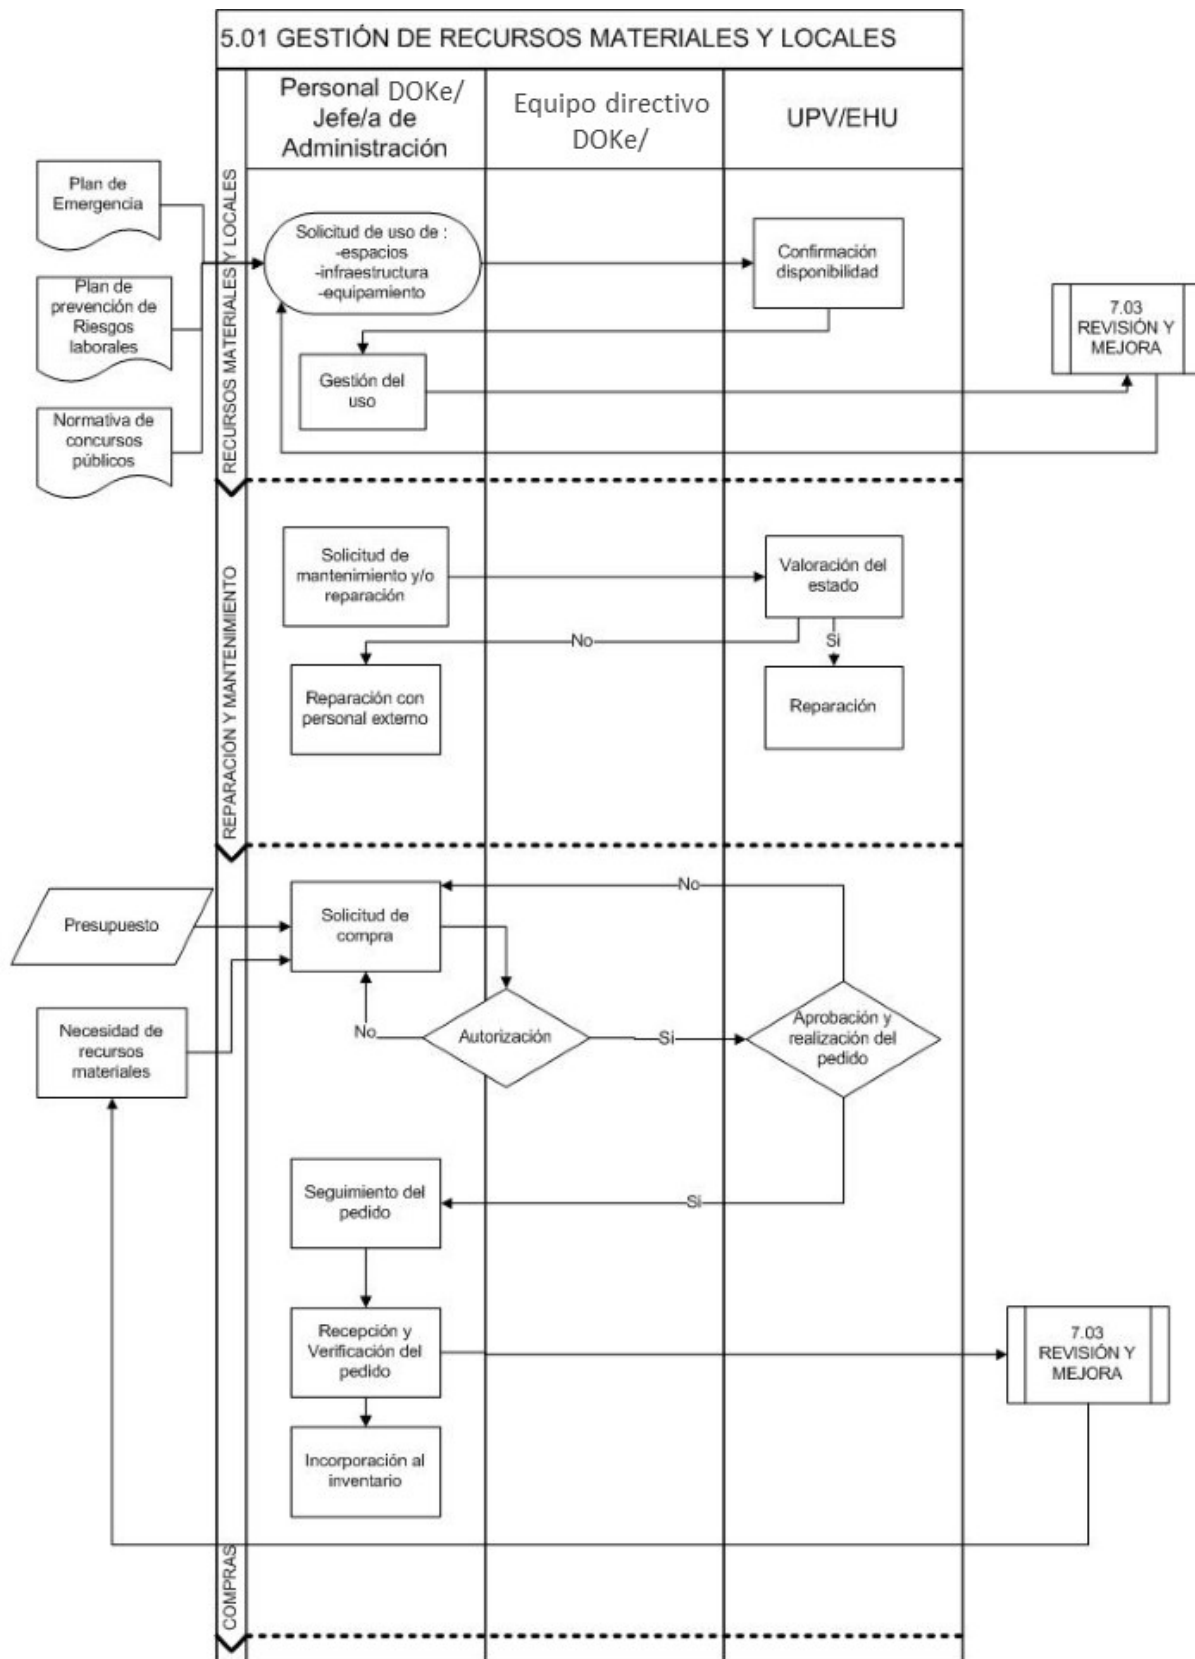 5.01 GESTIÓN DE RECURSOS MATERIALES Y LOCALES
Personal DOKe/
Jefe/a de
Administración
Equipo directivo
DOKe/
UPV/EHU
RECURSOS MATERIALES Y LOCALES
Plan de
Emergencia
Plan de
prevención de
Riesgos
laborales
Normativa de
concursos
públicos
Solicitud de uso de :
-espacios
-infraestructura
-equipamiento
Confirmación
disponibilidad
Gestión del
uso
7.03
REVISIÓN Y
MEJORA
REPARACIÓN Y MANTENIMIENTO
Solicitud de
mantenimiento y/o
reparación
Valoración del
estado
No
Si
Reparación con
personal externo
Reparación
COMPRAS
Presupuesto
Solicitud de
compra
No
Necesidad de
recursos
materiales
No
Autorización
Si
Aprobación y
realización del
pedido
Seguimiento del
pedido
Si
Recepción y
Verificación del
pedido
7.03
REVISIÓN Y
MEJORA
Incorporación al
inventario